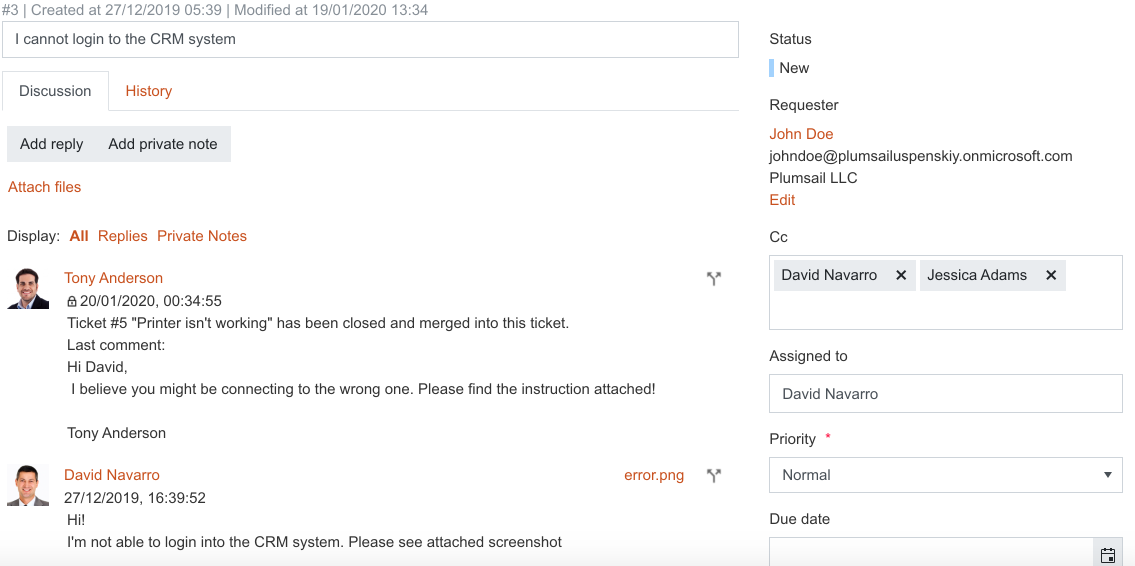 #3 | Created at 27/12/2019 05:39 | Modified at 19/01/2020 13:34
I cannot login to the CRM system
Discussion History
Add reply Add private note
Attach files
Display: All Replies Private Notes
Tony Anderson
20/01/2020, 00:34:55
Ticket #5 "Printer isn't working" has been closed and merged into this ticket.
Last comment:
Hi David,
I believe you might be connecting to the wrong one. Please find the instruction attached!
Tony Anderson
David Navarro error.png
27/12/2019, 16:39:52
Hi!
I'm not able to login into the CRM system. Please see attached screenshot
Status
New
Requester
John Doe
johndoe@plumsailuspenskiy.onmicrosoft.com
Plumsail LLC
Edit
Cc
David Navarro × Jessica Adams ×
Assigned to
David Navarro
Priority *
Normal
Due date